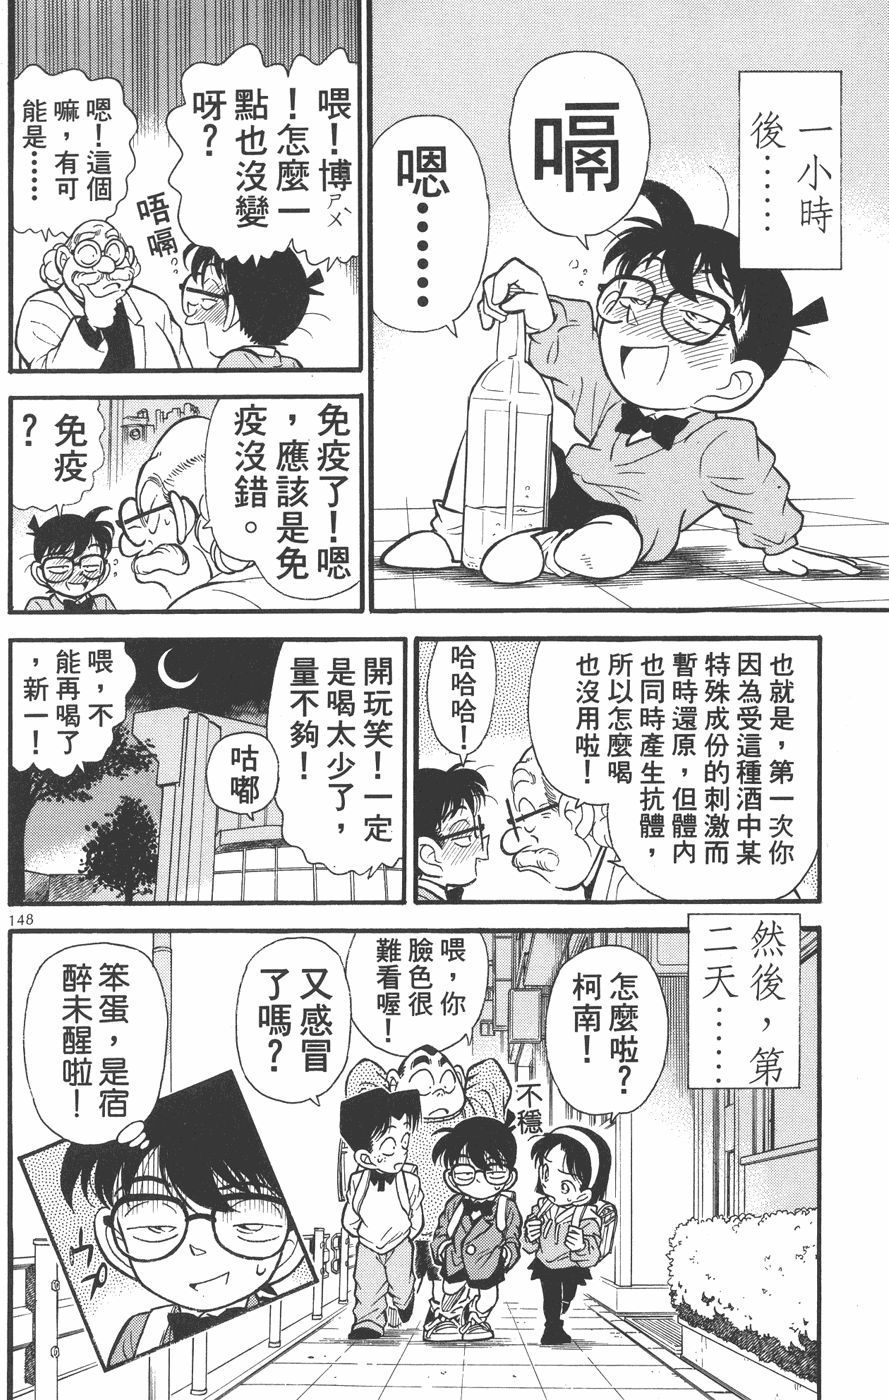 一小時
後……
嗝
嗯……
喂！博
ㄕˋ
ㄨ
！怎麼一
點也沒變
呀？
唔嗝
嗯！這個
嘛，有可
能是……
免疫了！嗯
，應該是免
疫沒錯。
免疫
？
也就是，第一次你
因為受這種酒中某
特殊成份的刺激而
暫時還原，但體內
也同時產生抗體，
所以怎麼喝
也沒用啦！
哈哈哈！
開玩笑！一定
是喝太少了，
量不夠！
咕嘟
喂，不
能再喝了
，新一！
148
然後，第
二天……
怎麼啦？
柯南！
不穩
喂，你
臉色很
難看喔！
又感冒
了嗎？
笨蛋，是宿
醉未醒啦！